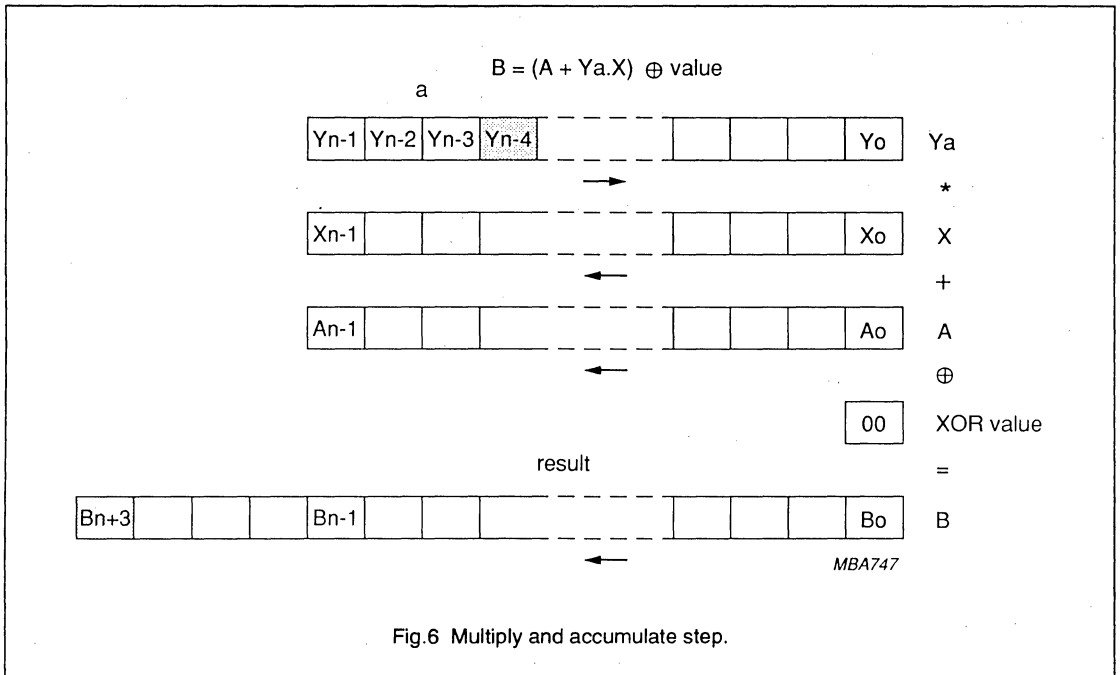 B = (A + Ya.X) ⊕ value
a
Yn-1 Yn-2 Yn-3 Yn-4 Yo Ya
*
Xn-1 Xo X
+
An-1 Ao A
⊕
00 XOR value
result =
Bn+3 Bn-1 Bo B
MBA747
Fig.6 Multiply and accumulate step.